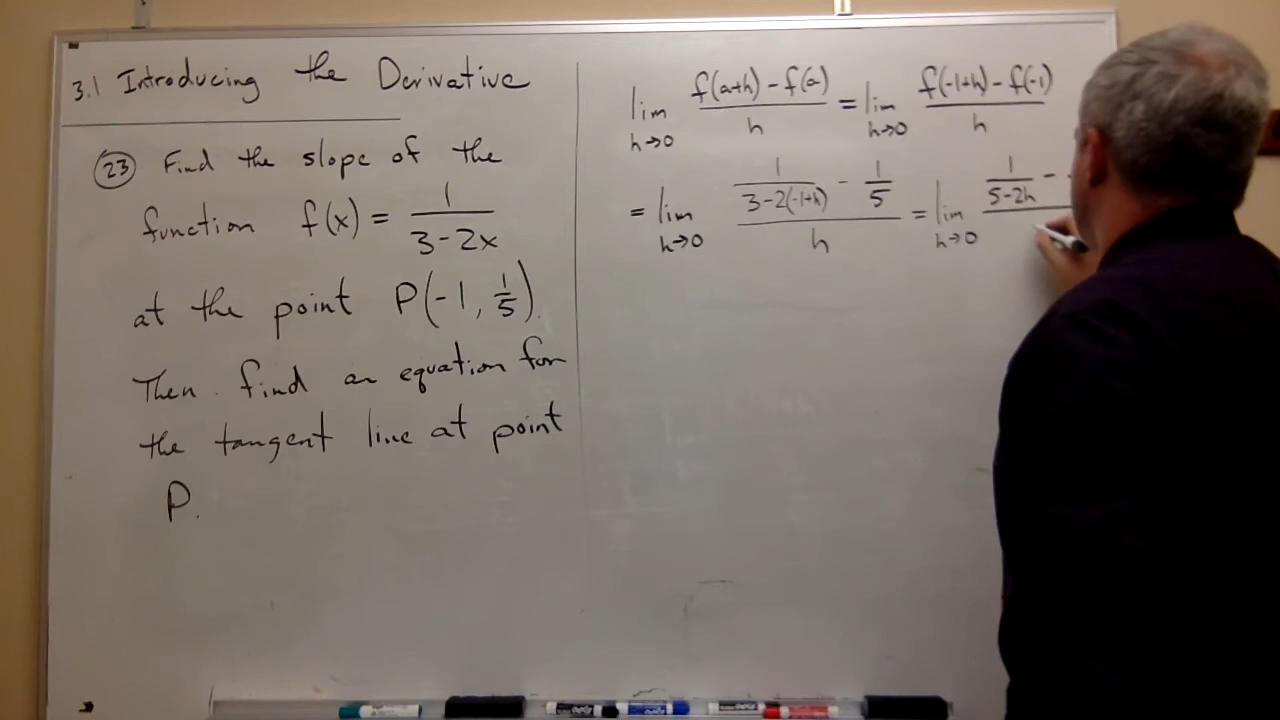 3.1 Introducing the Derivative
(23) Find the slope of the
function f(x) = 1/(3-2x)
at the point P(-1, 1/5).
Then find an equation for
the tangent line at point
P.
lim h→0 (f(a+h) - f(a))/h = lim h→0 (f(-1+h) - f(-1))/h
= lim h→0 (1/(3-2(-1+h)) - 1/5)/h = lim h→0 1/(5-2h) -